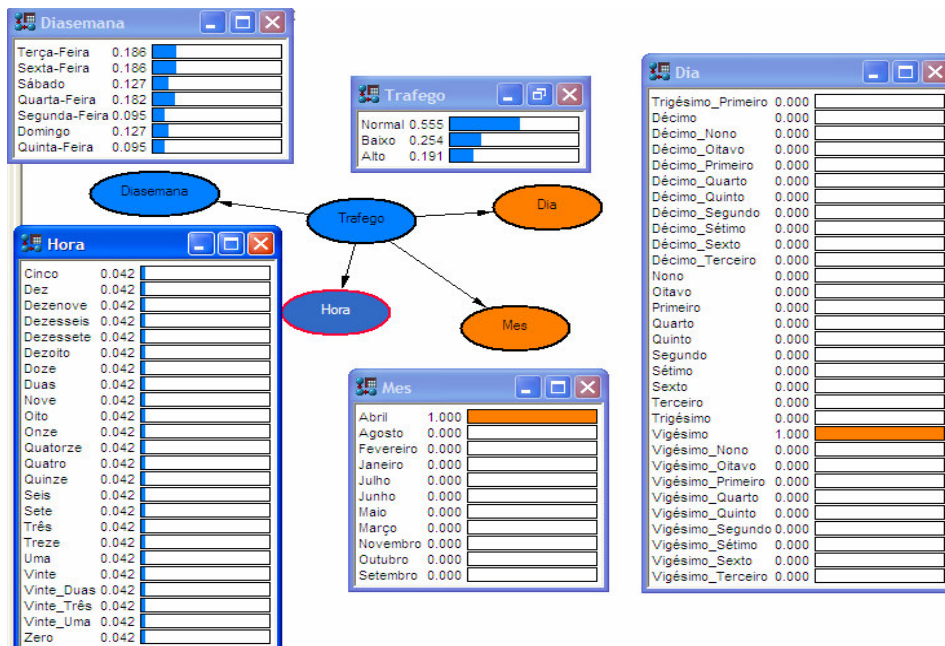 Diasemana
Terça-Feira 0.186
Sexta-Feira 0.186
Sábado 0.127
Quarta-Feira 0.182
Segunda-Feira 0.095
Domingo 0.127
Quinta-Feira 0.095
Trafego
Normal 0.555
Baixo 0.254
Alto 0.191
Dia
Trigésimo_Primeiro 0.000
Décimo 0.000
Décimo_Nono 0.000
Décimo_Oitavo 0.000
Décimo_Primeiro 0.000
Décimo_Quarto 0.000
Décimo_Quinto 0.000
Décimo_Segundo 0.000
Décimo_Sétimo 0.000
Décimo_Sexto 0.000
Décimo_Terceiro 0.000
Nono 0.000
Oitavo 0.000
Primeiro 0.000
Quarto 0.000
Quinto 0.000
Segundo 0.000
Sétimo 0.000
Sexto 0.000
Terceiro 0.000
Trigésimo 0.000
Vigésimo 1.000
Vigésimo_Nono 0.000
Vigésimo_Oitavo 0.000
Vigésimo_Primeiro 0.000
Vigésimo_Quarto 0.000
Vigésimo_Quinto 0.000
Vigésimo_Segundo 0.000
Vigésimo_Sétimo 0.000
Vigésimo_Sexto 0.000
Vigésimo_Terceiro 0.000
Diasemana
Trafego
Dia
Hora
Mes
Hora
Cinco 0.042
Dez 0.042
Dezenove 0.042
Dezesseis 0.042
Dezessete 0.042
Dezoito 0.042
Doze 0.042
Duas 0.042
Nove 0.042
Oito 0.042
Onze 0.042
Quatorze 0.042
Quatro 0.042
Quinze 0.042
Seis 0.042
Sete 0.042
Três 0.042
Treze 0.042
Uma 0.042
Vinte 0.042
Vinte_Duas 0.042
Vinte_Três 0.042
Vinte_Uma 0.042
Zero 0.042
Mes
Abril 1.000
Agosto 0.000
Fevereiro 0.000
Janeiro 0.000
Julho 0.000
Junho 0.000
Maio 0.000
Março 0.000
Novembro 0.000
Outubro 0.000
Setembro 0.000